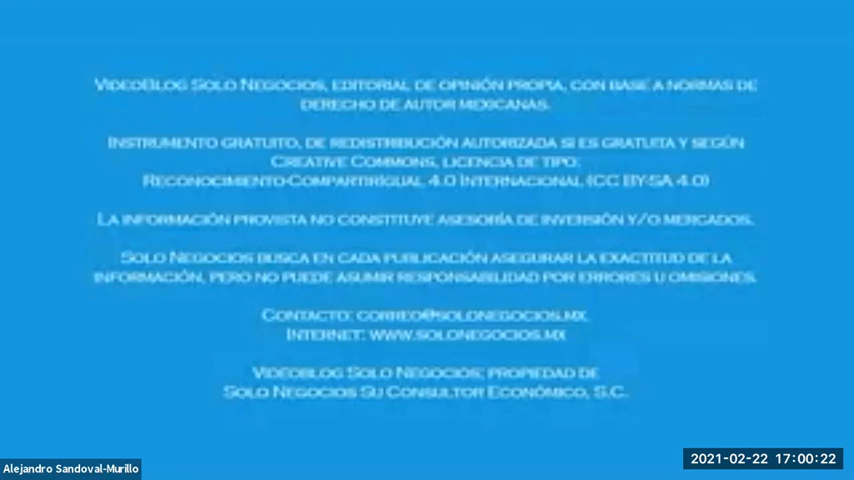 VideoBlog Solo Negocios, editorial de opinión propia, con base a normas de
derecho de autor mexicanas.
Instrumento gratuito, de redistribución autorizada si es gratuita y según
Creative Commons, licencia de tipo:
Reconocimiento-CompartirIgual 4.0 Internacional (CC BY-SA 4.0)
La información provista no constituye asesoría de inversión y/o mercados.
Solo Negocios busca en cada publicación asegurar la exactitud de la
información, pero no puede asumir responsabilidad por errores u omisiones.
Contacto: correo@solonegocios.mx.
Internet: www.solonegocios.mx
Videoblog Solo Negocios; propiedad de
Solo Negocios Su Consultor Económico, S.C.
Alejandro Sandoval-Murillo
2021-02-22 17:00:22